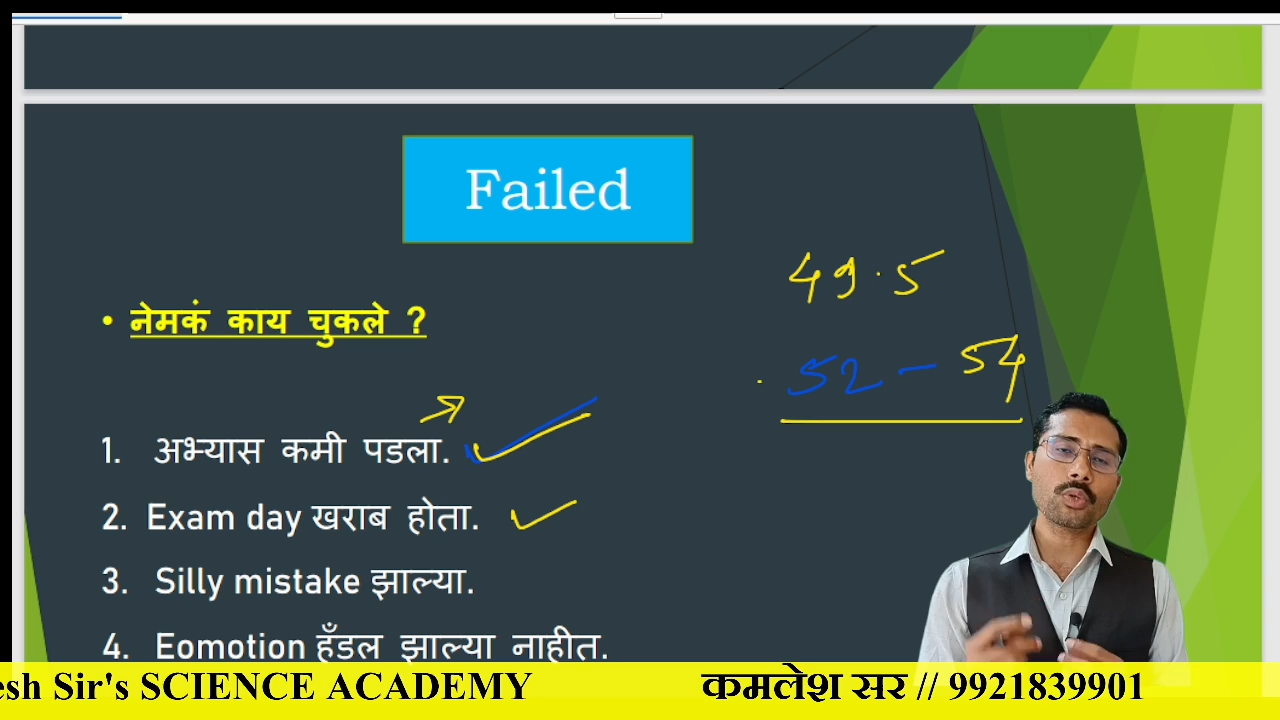 Failed
49.5
• नेमकं काय चुकले ?
52 - 54
1. अभ्यास कमी पडला.
2. Exam day खराब होता.
3. Silly mistake झाल्या.
4. Eomotion हँडल झाल्या नाहीत.
esh Sir's SCIENCE ACADEMY कमलेश सर // 9921839901